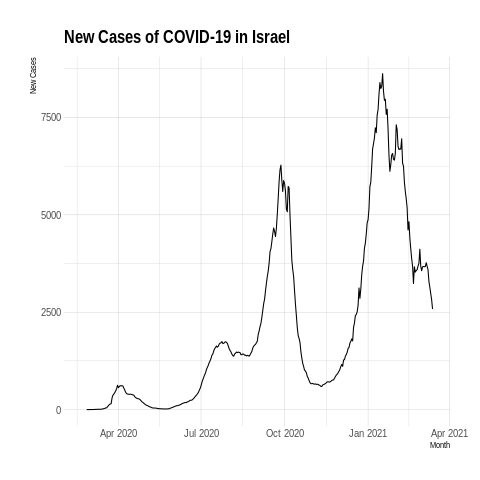 New Cases of COVID-19 in Israel
New Cases
7500
5000
2500
0
Apr 2020 Jul 2020 Oct 2020 Jan 2021 Apr 2021
Month